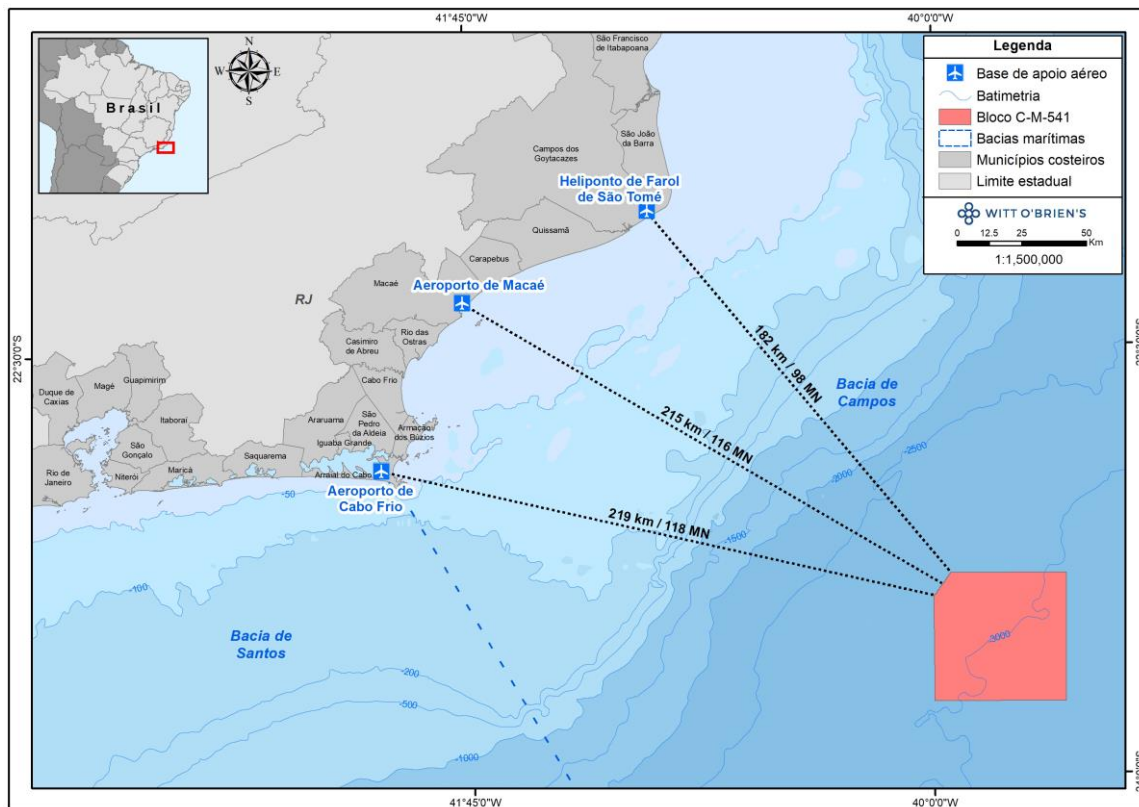 41°45'0"W
40°0'0"W
Brasil
N
W
E
S
São Francisco
de Itabapoana
São João
da Barra
Campos dos
Goytacazes
Heliponto de Farol
de São Tomé
Quissamã
Carapebus
Macaé
Aeroporto de Macaé
RJ
Rio das
Ostras
Casimiro
de Abreu
Cabo Frio
22°30'0"S
Duque de
Caxias
Magé
Guapimirim
Itaboraí
São
Gonçalo
Rio de
Janeiro
Niterói
Maricá
Saquarema
Araruama
São
Pedro
da Aldeia
Iguaba Grande
Armação
dos Búzios
Arraial do Cabo
Aeroporto de
Cabo Frio
182 km / 98 MN
215 km / 116 MN
219 km / 118 MN
Bacia de
Campos
Bacia de
Santos
-50
-100
-200
-500
-1000
-1500
-2000
-2500
-3000
Legenda
Base de apoio aéreo
Batimetria
Bloco C-M-541
Bacias marítimas
Municípios costeiros
Limite estadual
WITT O'BRIEN'S
0 12.5 25 50
Km
1:1,500,000
41°45'0"W
40°0'0"W